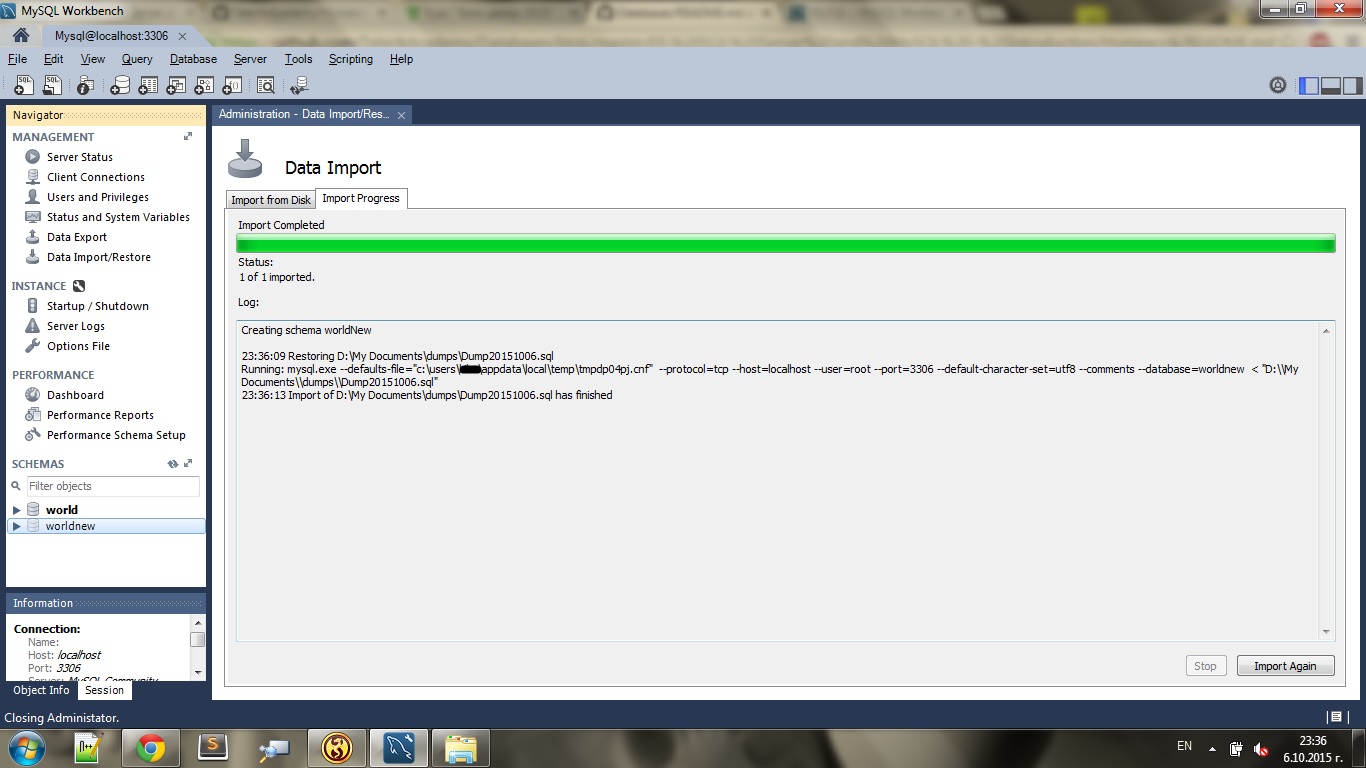 MySQL Workbench
Mysql@localhost:3306
File Edit View Query Database Server Tools Scripting Help
Navigator
MANAGEMENT
Server Status
Client Connections
Users and Privileges
Status and System Variables
Data Export
Data Import/Restore
INSTANCE
Startup / Shutdown
Server Logs
Options File
PERFORMANCE
Dashboard
Performance Reports
Performance Schema Setup
SCHEMAS
Filter objects
world
worldnew
Information
Connection:
Name:
Host: localhost
Port: 3306
Server: MySQL Community
Object Info Session
Administration - Data Import/Res...
Data Import
Import from Disk Import Progress
Import Completed
Status:
1 of 1 imported.
Log:
Creating schema worldNew
23:36:09 Restoring D:\My Documents\dumps\Dump20151006.sql
Running: mysql.exe --defaults-file="c:\users\ \appdata\local\temp\tmpdp04pj.cnf" --protocol=tcp --host=localhost --user=root --port=3306 --default-character-set=utf8 --comments --database=worldnew < "D:\\My
Documents\\dumps\\Dump20151006.sql"
23:36:13 Import of D:\My Documents\dumps\Dump20151006.sql has finished
Stop Import Again
Closing Administator.
EN
23:36
6.10.2015 г.